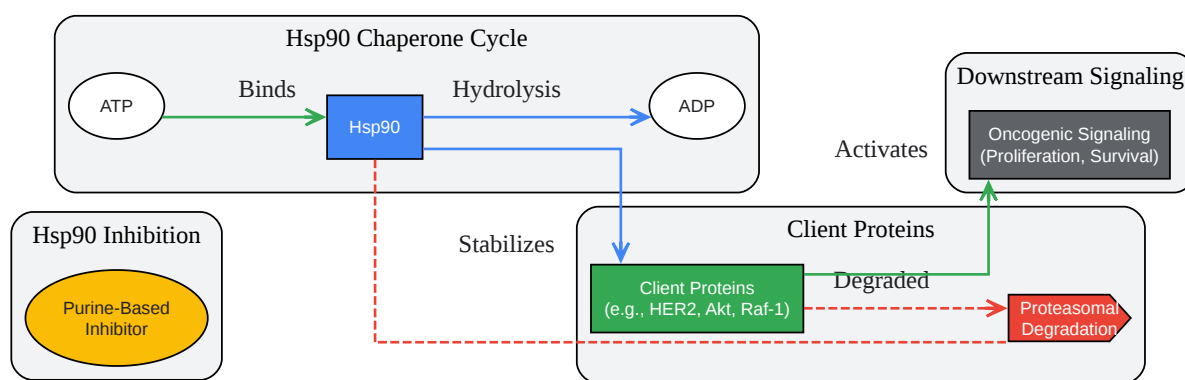 Hsp90 Chaperone Cycle
ATP
Binds
Hsp90
Hydrolysis
ADP
Downstream Signaling
Oncogenic Signaling
(Proliferation, Survival)
Activates
Hsp90 Inhibition
Purine-Based
Inhibitor
Stabilizes
Client Proteins
Client Proteins
(e.g., HER2, Akt, Raf-1)
Degraded
Proteasomal
Degradation